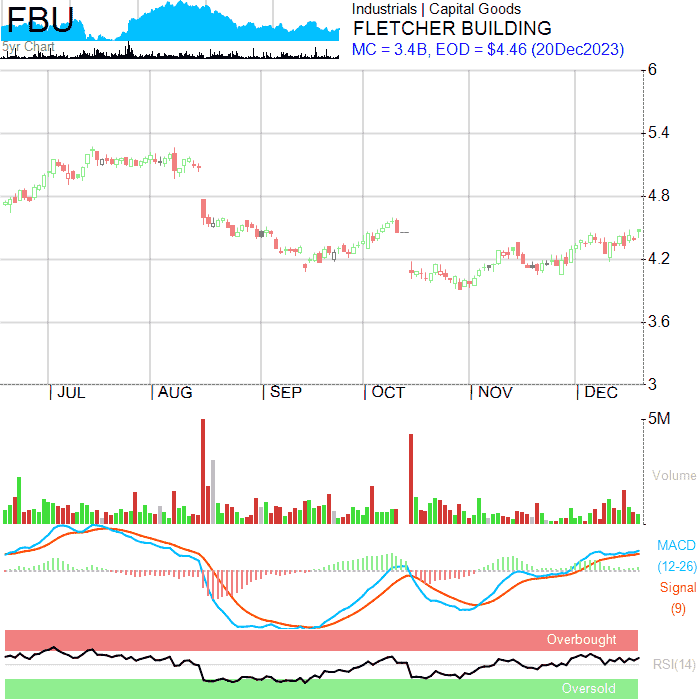 FBU
5yr Chart
Industrials | Capital Goods
FLETCHER BUILDING
MC = 3.4B, EOD = $4.46 (20Dec2023)
6
5.4
4.8
4.2
3.6
3
JUL AUG SEP OCT NOV DEC
5M
Volume
MACD
(12-26)
Signal
(9)
Overbought
RSI(14)
Oversold